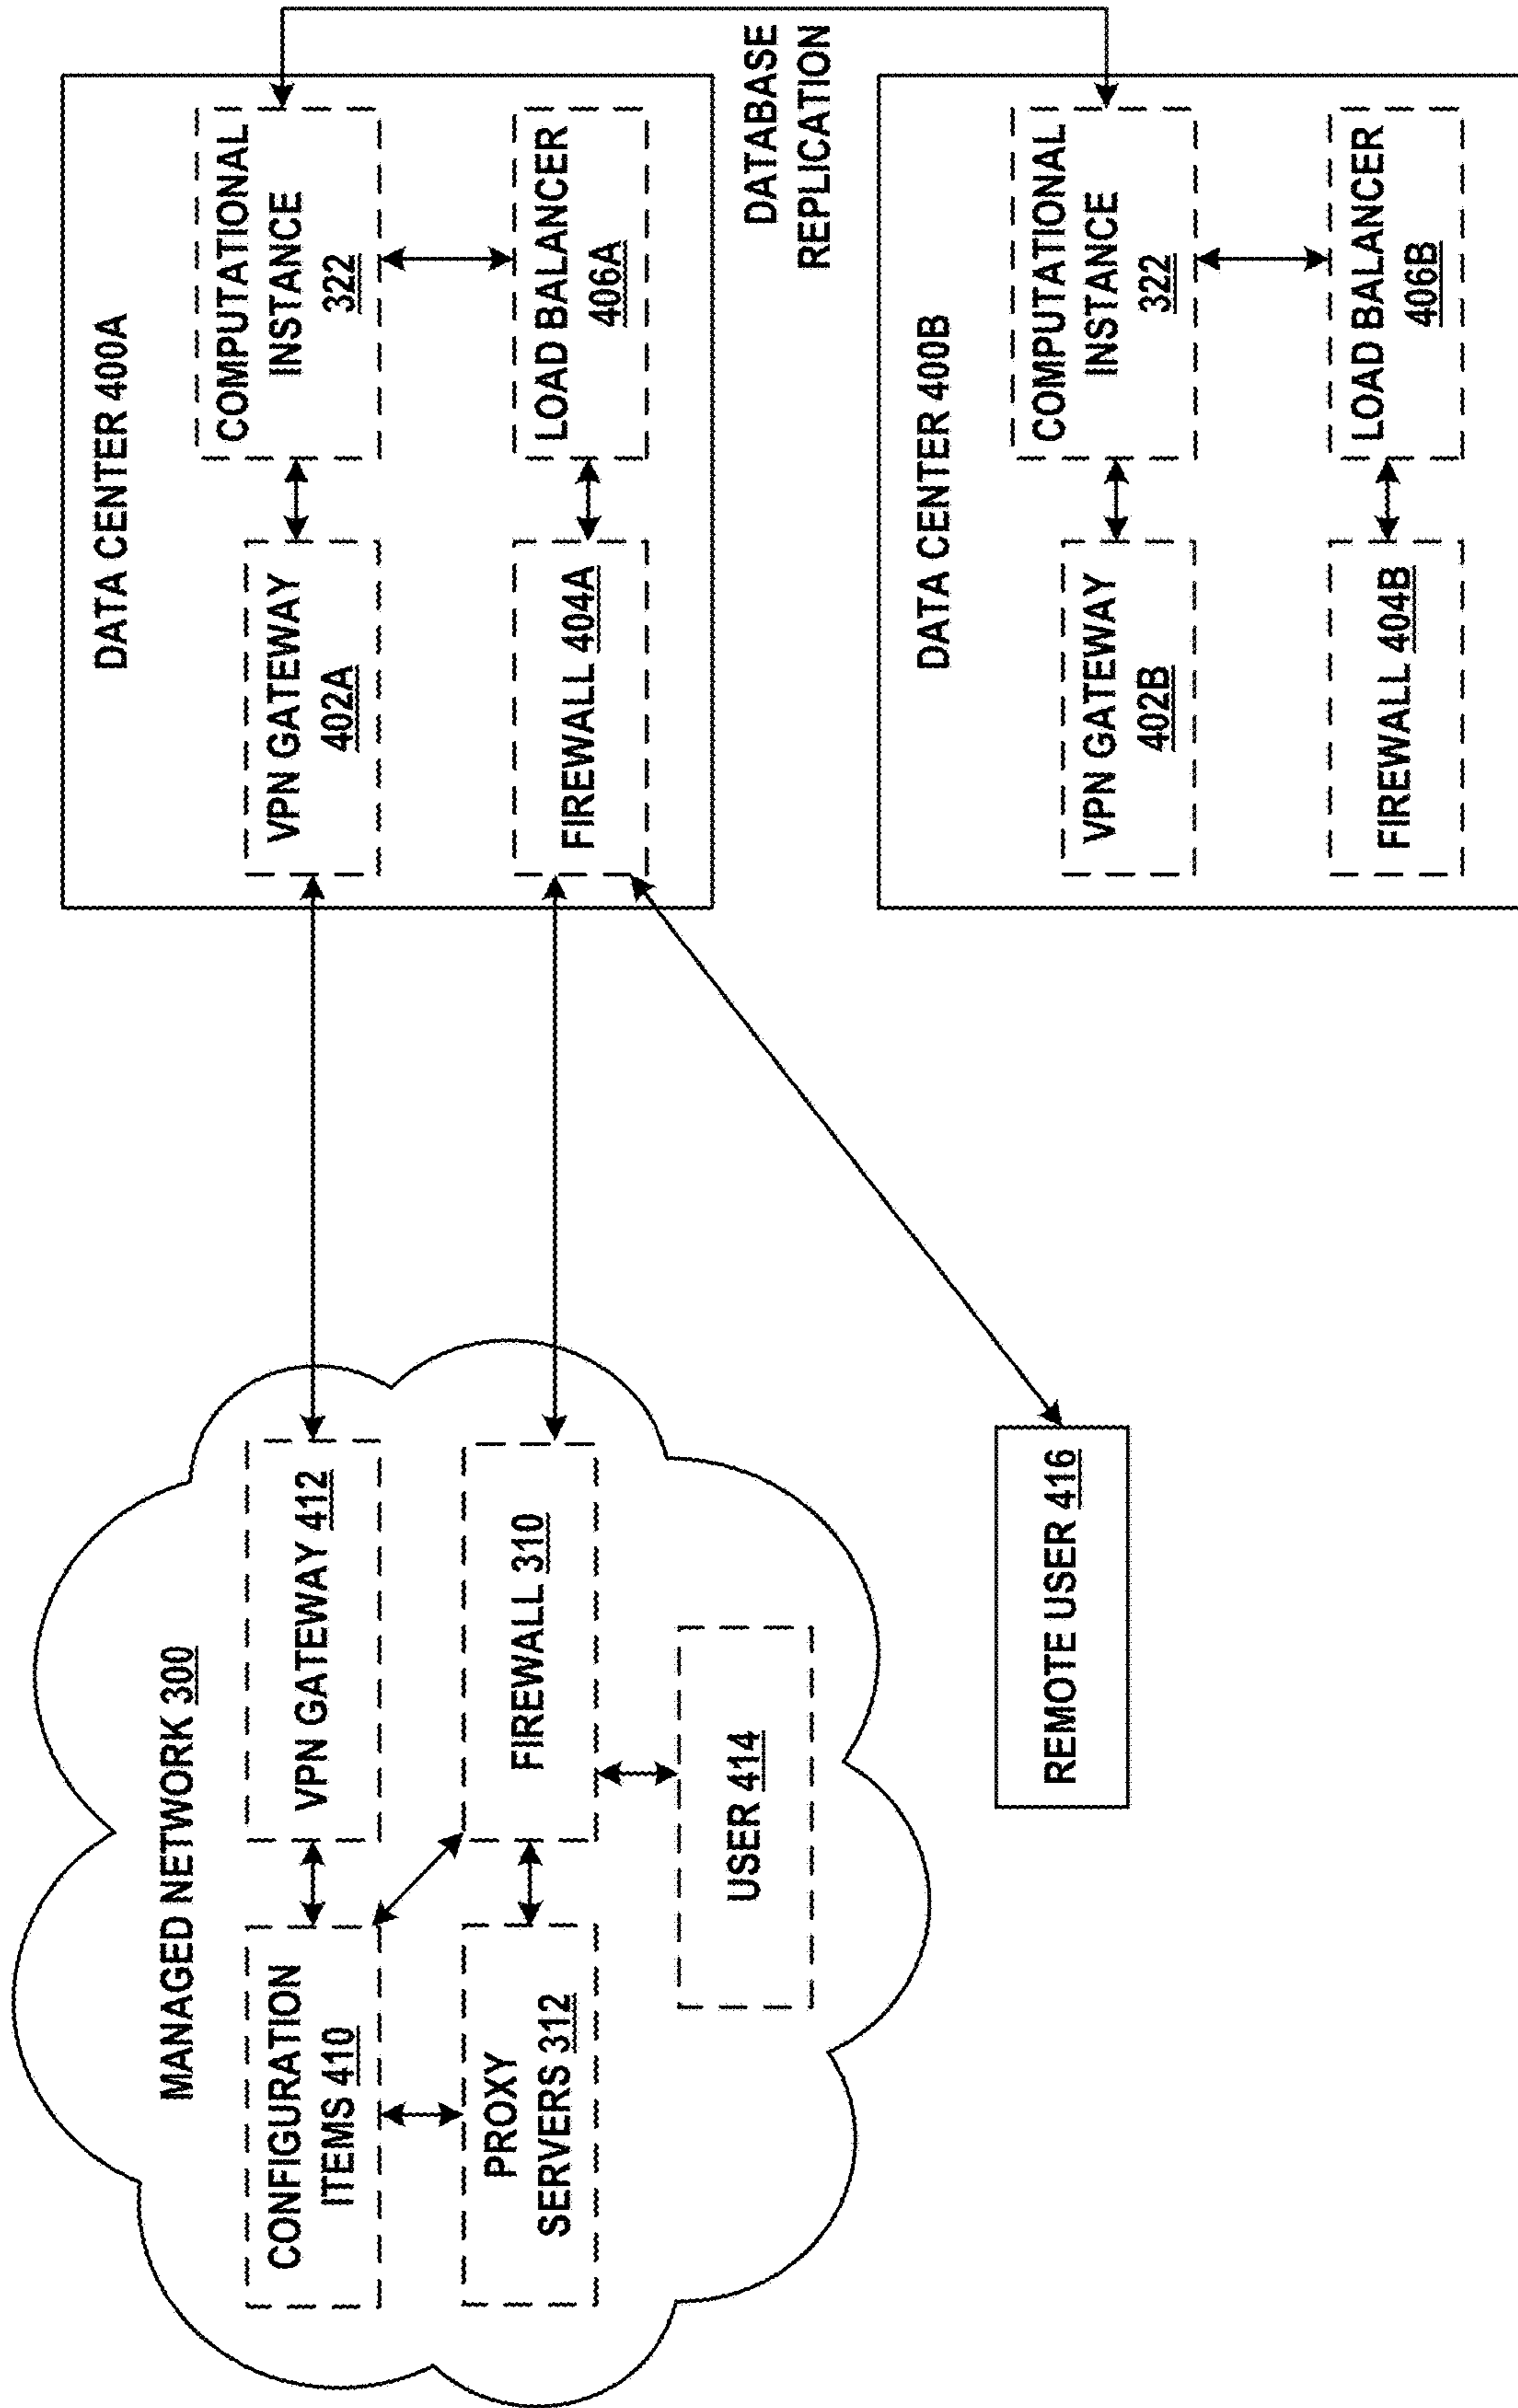 MANAGED NETWORK 300
CONFIGURATION
ITEMS 410
VPN GATEWAY 412
PROXY
SERVERS 312
FIREWALL 310
USER 414
REMOTE USER 416
DATA CENTER 400A
VPN GATEWAY
402A
COMPUTATIONAL
INSTANCE
322
FIREWALL 404A
LOAD BALANCER
406A
DATABASE
REPLICATION
DATA CENTER 400B
VPN GATEWAY
402B
COMPUTATIONAL
INSTANCE
322
FIREWALL 404B
LOAD BALANCER
406B